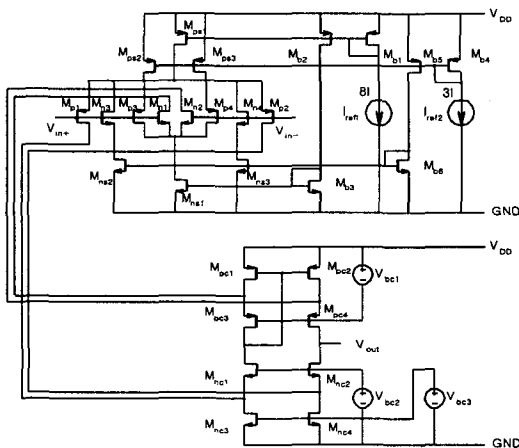 M_ps1
V_DD
M_ps2
M_ps3
M_b2
M_b1
M_b5
M_b4
8I
3I
I_ref1
I_ref2
M_p1
M_n3
M_p3
M_n1
M_n2
M_p4
M_n4
M_p2
V_in+
V_in-
M_ns2
M_ns1
M_ns3
M_b3
M_b6
GND
V_DD
M_pc1
M_pc2
V_bc1
M_pc3
M_pc4
V_out
M_nc1
M_nc2
V_bc2
V_bc3
M_nc3
M_nc4
GND